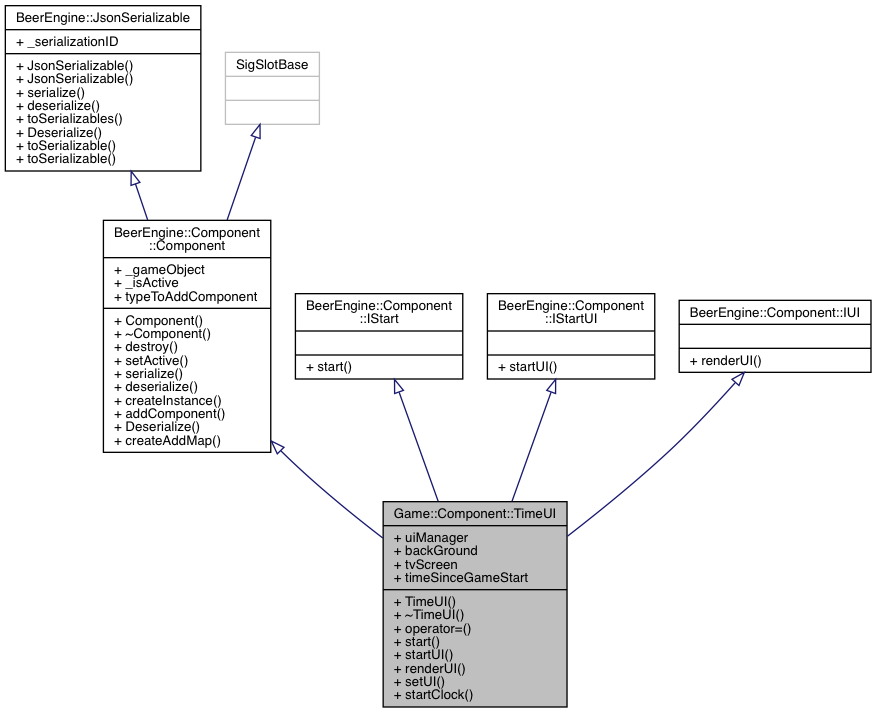 BeerEngine::JsonSerializable
+ _serializationID
+ JsonSerializable()
+ JsonSerializable()
+ serialize()
+ deserialize()
+ toSerializables()
+ Deserialize()
+ toSerializable()
+ toSerializable()
SigSlotBase
BeerEngine::Component
::Component
+ _gameObject
+ _isActive
+ typeToAddComponent
+ Component()
+ ~Component()
+ destroy()
+ setActive()
+ serialize()
+ deserialize()
+ createInstance()
+ addComponent()
+ Deserialize()
+ createAddMap()
BeerEngine::Component
::IStart
+ start()
BeerEngine::Component
::IStartUI
+ startUI()
BeerEngine::Component::IUI
+ renderUI()
Game::Component::TimeUI
+ uiManager
+ backGround
+ tvScreen
+ timeSinceGameStart
+ TimeUI()
+ ~TimeUI()
+ operator=()
+ start()
+ startUI()
+ renderUI()
+ setUI()
+ startClock()